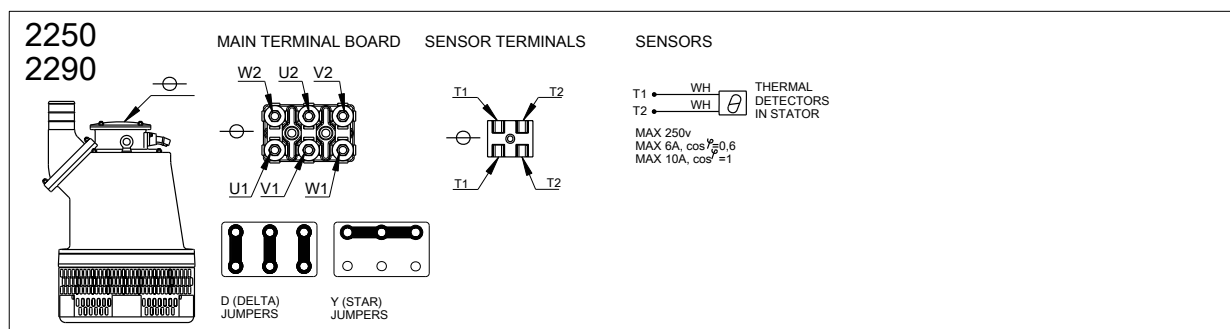 2250
2290
MAIN TERMINAL BOARD
W2 U2 V2
U1 V1 W1
D (DELTA)
JUMPERS
Y (STAR)
JUMPERS
SENSOR TERMINALS
T1 T2
T1 T2
SENSORS
T1 WH
T2 WH
θ
THERMAL
DETECTORS
IN STATOR
MAX 250v
MAX 6A, cosφ=0,6
MAX 10A, cosφ=1